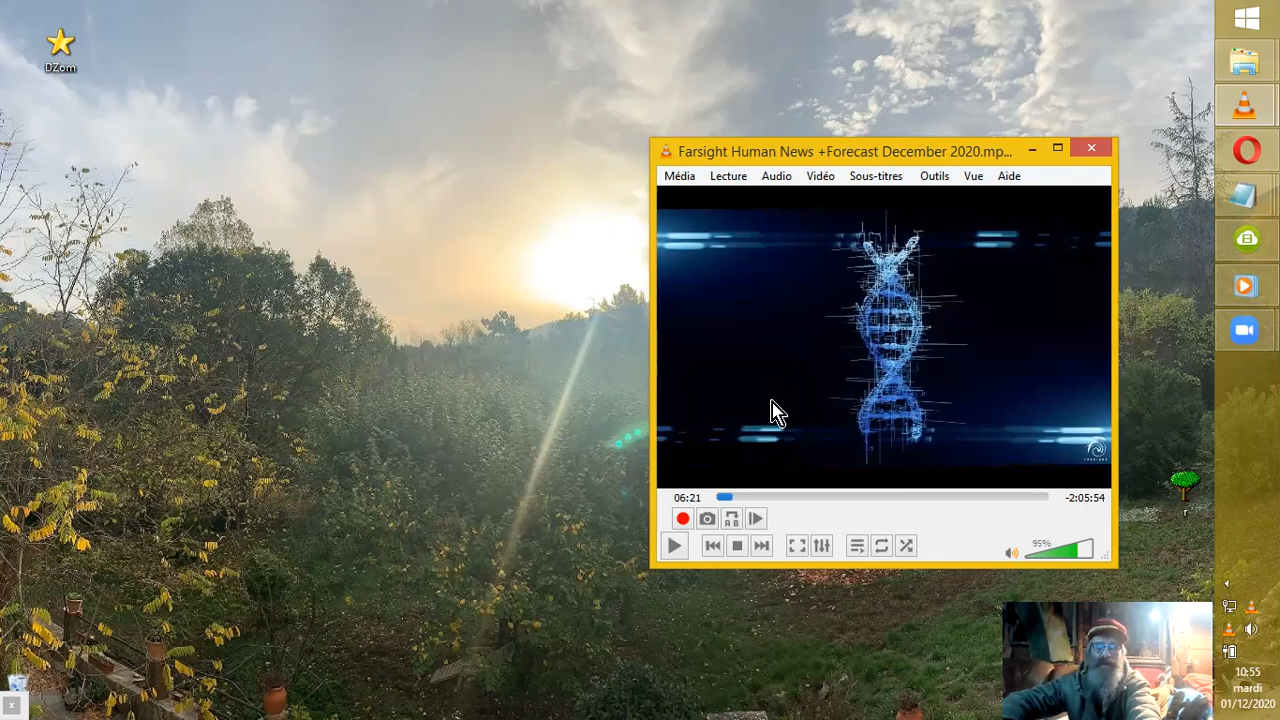 DZom
Farsight Human News +Forecast December 2020.mp...
Média Lecture Audio Vidéo Sous-titres Outils Vue Aide
06:21
-2:05:54
A B
95%
r
10:55
mardi
01/12/2020
x